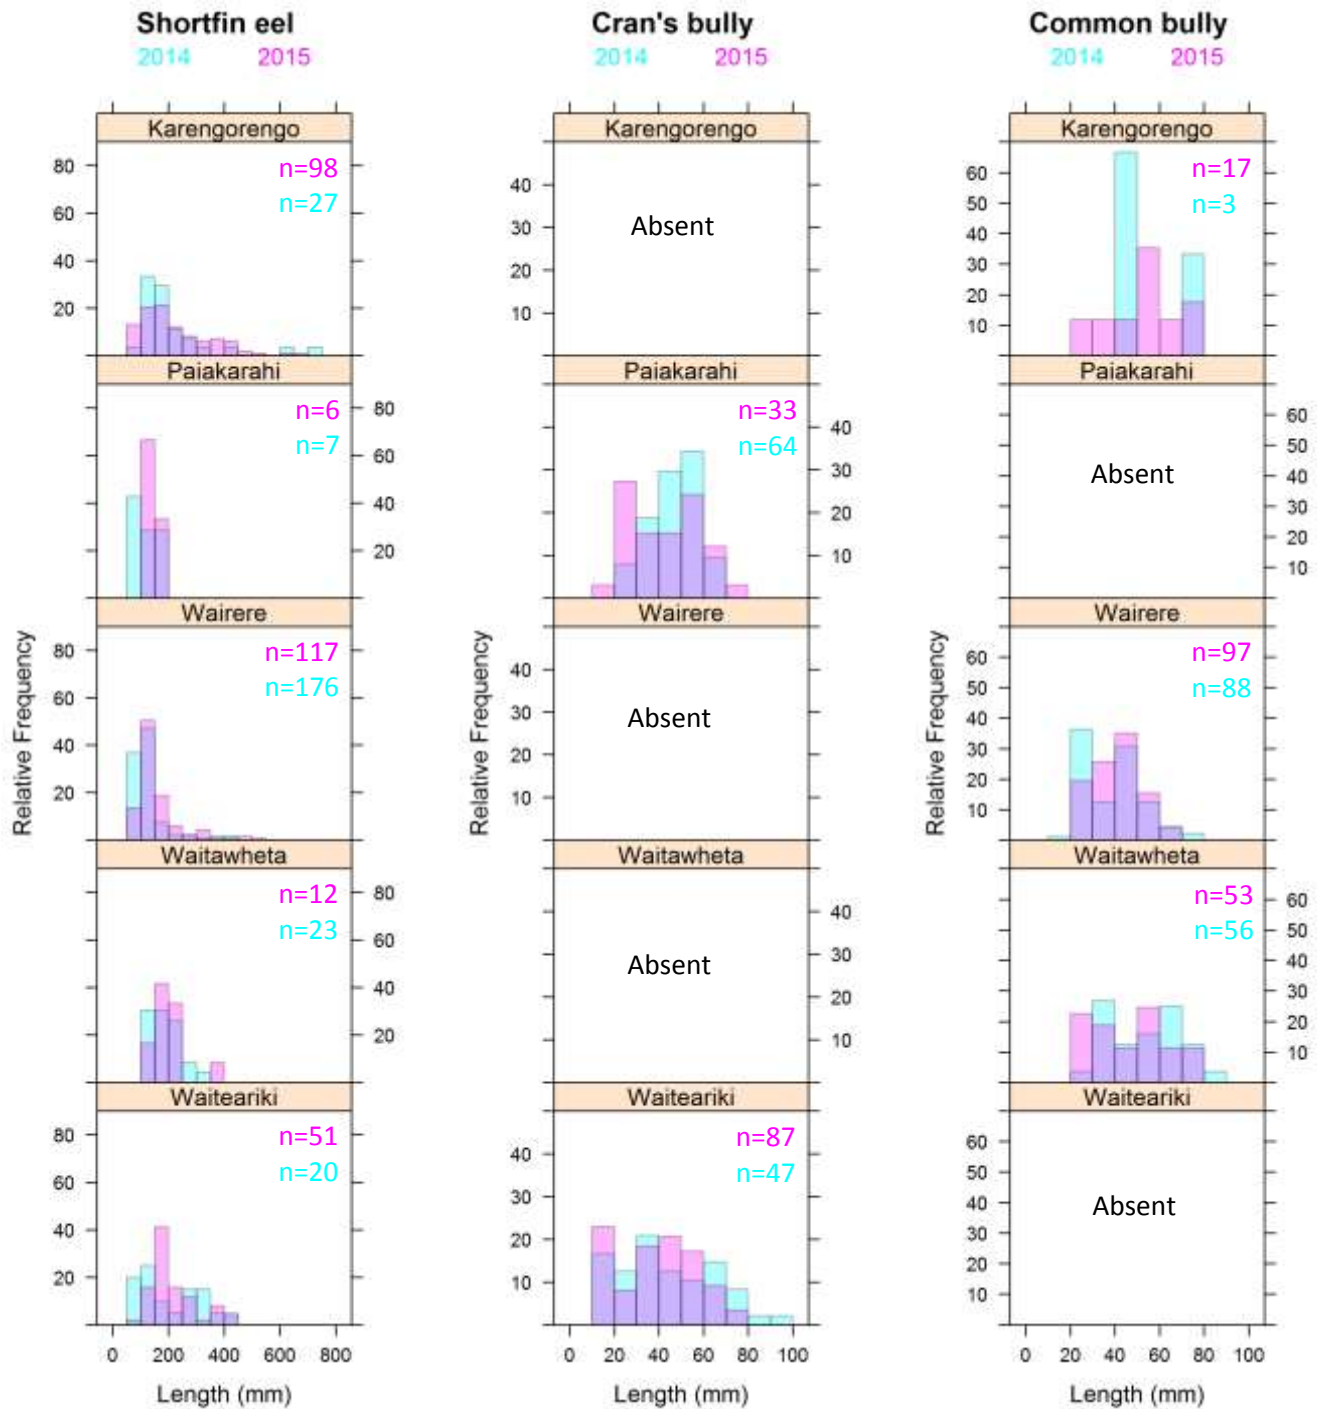 Shortfin eel
2014 2015
Karengorengo
n=98
n=27
80
60
40
20
Paiakarahi
n=6
n=7
80
60
40
20
Wairere
n=117
n=176
80
60
40
20
Waitawheta
n=12
n=23
80
60
40
20
Waiteariki
n=51
n=20
80
60
40
20
0 200 400 600 800
Length (mm)
Relative Frequency
Cran's bully
2014 2015
Karengorengo
Absent
40
30
20
10
Paiakarahi
n=33
n=64
40
30
20
10
Wairere
Absent
40
30
20
10
Waitawheta
Absent
40
30
20
10
Waiteariki
n=87
n=47
40
30
20
10
0 20 40 60 80 100
Length (mm)
Relative Frequency
Common bully
2014 2015
Karengorengo
n=17
n=3
60
50
40
30
20
10
Paiakarahi
Absent
60
50
40
30
20
10
Wairere
n=97
n=88
60
50
40
30
20
10
Waitawheta
n=53
n=56
60
50
40
30
20
10
Waiteariki
Absent
60
50
40
30
20
10
0 20 40 60 80 100
Length (mm)
Relative Frequency